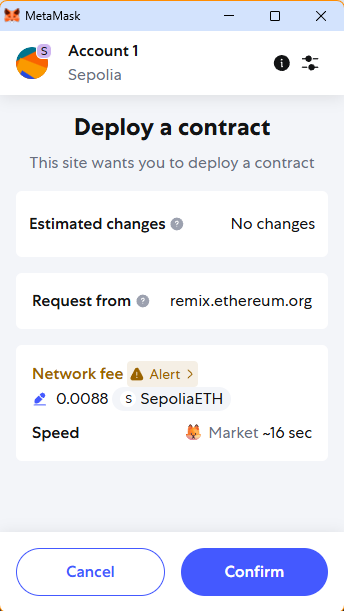 MetaMask
Account 1 S
Sepolia
Deploy a contract
This site wants you to deploy a contract
Estimated changes ? No changes
Request from ? remix.ethereum.org
Network fee Alert >
0.0088 S SepoliaETH
Speed Market ~16 sec
Cancel Confirm